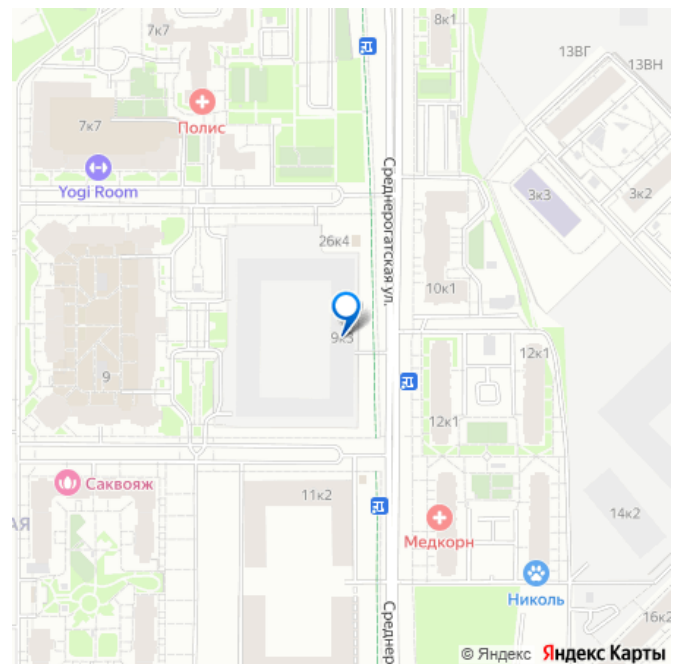 7к7
8к1
13ВГ
13ВН
Полис
7к7
Yogi Room
Среднерогатская ул.
3к3
3к2
26к4
10к1
9к3
9
12к1
12к1
Саквояж
11к2
АЯ
14к2
Медкорн
Николь
Среднер
16к2
© Яндекс Яндекс Карты